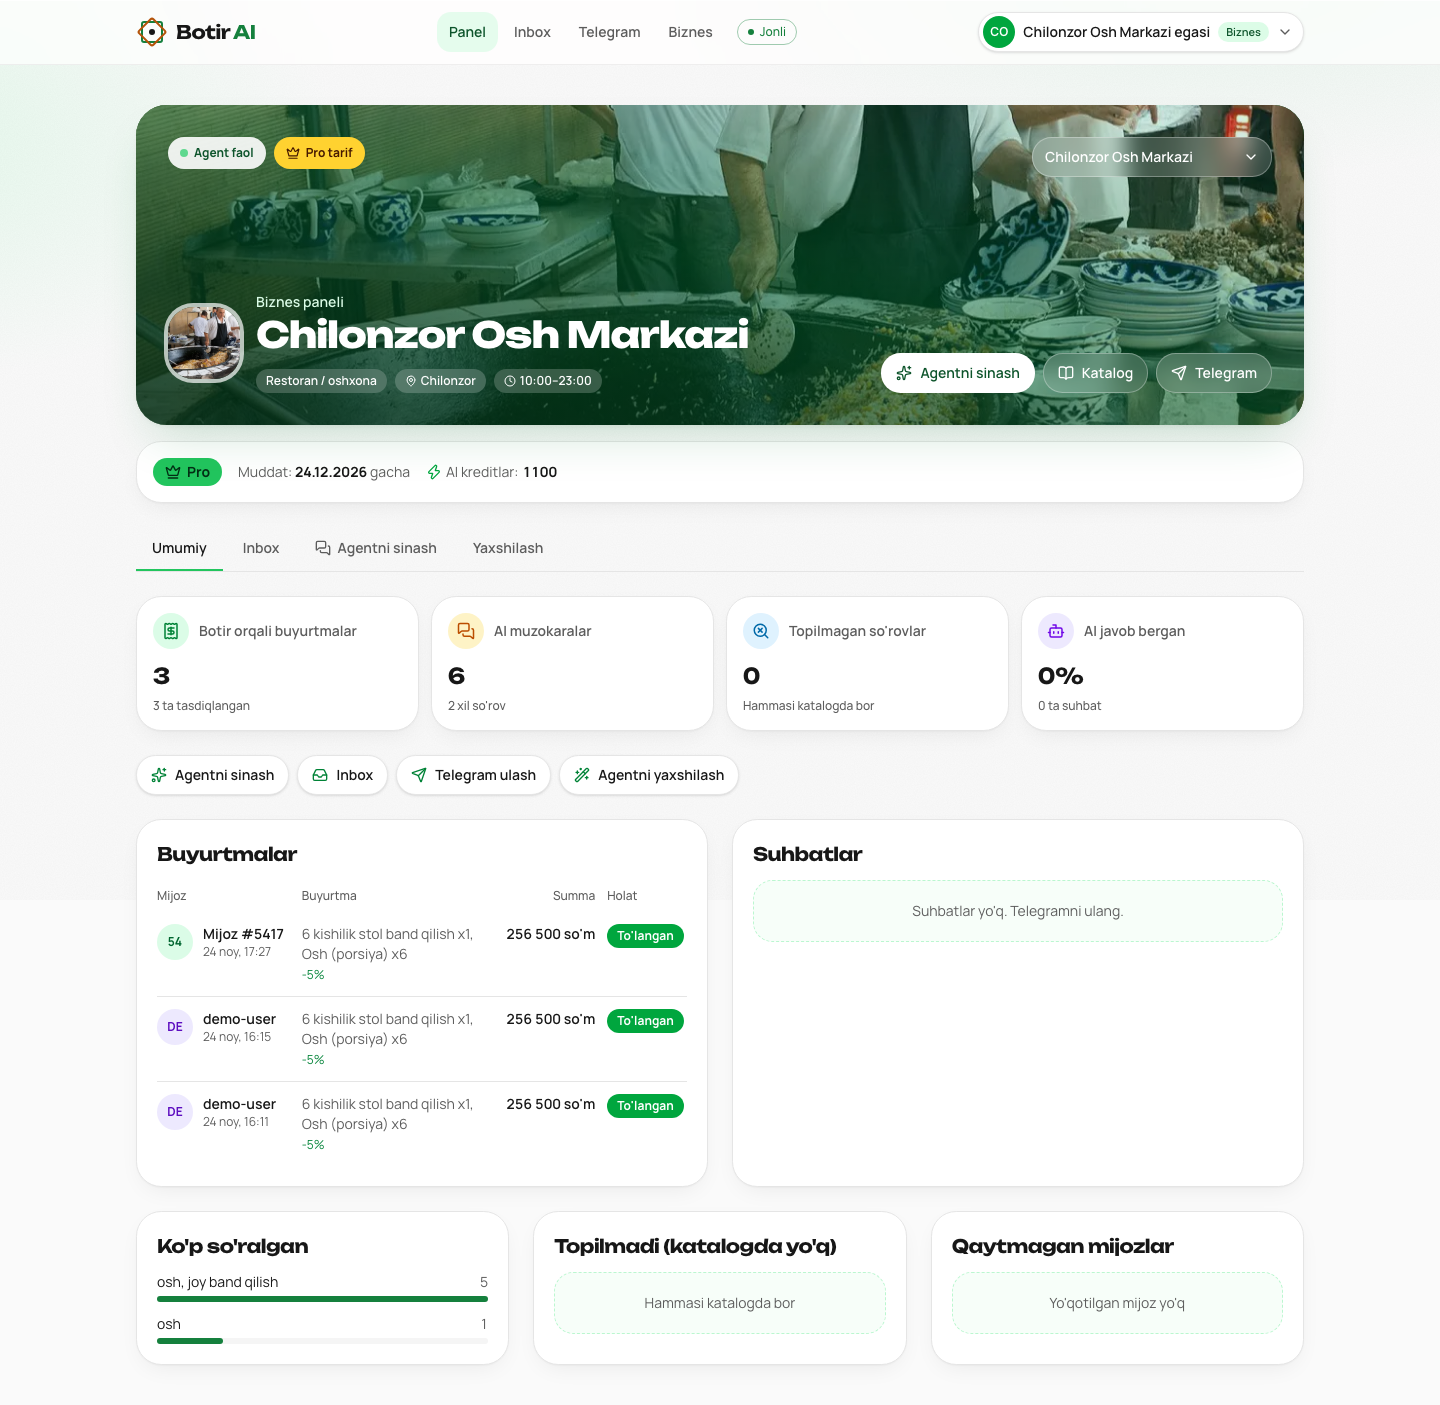 Botir AI
Panel
Inbox
Telegram
Biznes
Jonli
CO
Chilonzor Osh Markazi egasi
Biznes
Agent faol
Pro tarif
Chilonzor Osh Markazi
Biznes paneli
Chilonzor Osh Markazi
Restoran / oshxona
Chilonzor
10:00–23:00
Agentni sinash
Katalog
Telegram
Pro
Muddat: 24.12.2026 gacha
AI kreditlar: 1100
Umumiy
Inbox
Agentni sinash
Yaxshilash
Botir orqali buyurtmalar
3
3 ta tasdiqlangan
AI muzokaralar
6
2 xil so'rov
Topilmagan so'rovlar
0
Hammasi katalogda bor
AI javob bergan
0%
0 ta suhbat
Agentni sinash
Inbox
Telegram ulash
Agentni yaxshilash
Buyurtmalar
Mijoz
Buyurtma
Summa
Holat
54
Mijoz #5417
24 noy, 17:27
6 kishilik stol band qilish x1,
Osh (porsiya) x6
-5%
256 500 so'm
To'langan
DE
demo-user
24 noy, 16:15
6 kishilik stol band qilish x1,
Osh (porsiya) x6
-5%
256 500 so'm
To'langan
DE
demo-user
24 noy, 16:11
6 kishilik stol band qilish x1,
Osh (porsiya) x6
-5%
256 500 so'm
To'langan
Suhbatlar
Suhbatlar yo'q. Telegramni ulang.
Ko'p so'ralgan
osh, joy band qilish
5
osh
1
Topilmadi (katalogda yo'q)
Hammasi katalogda bor
Qaytmagan mijozlar
Yo'qotilgan mijoz yo'q